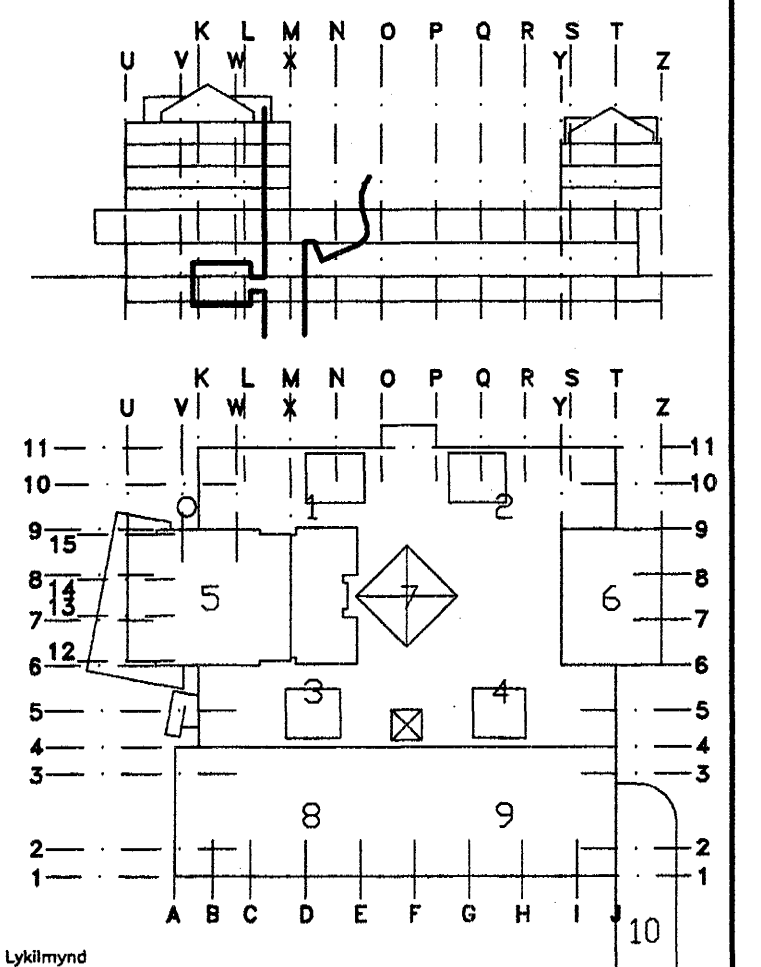 K L M N O P Q R S T
U V W X Y Z
K L M N O P Q R S T
U V W X Y Z
11 11
10 10
1 2
9 9
15
8 8
14
5 7 6
13
7 7
12
6 6
3 4
5 5
4 4
3 3
8 9
2 2
1 1
A B C D E F G H I J
10
Lykilmynd